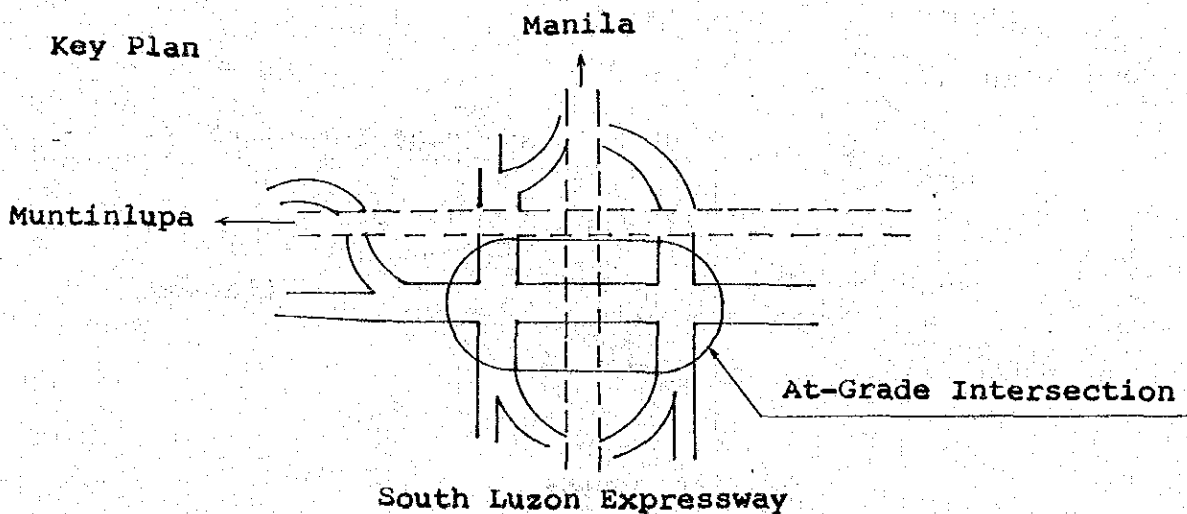 Manila
Key Plan
Muntinlupa
At-Grade Intersection
South Luzon Expressway